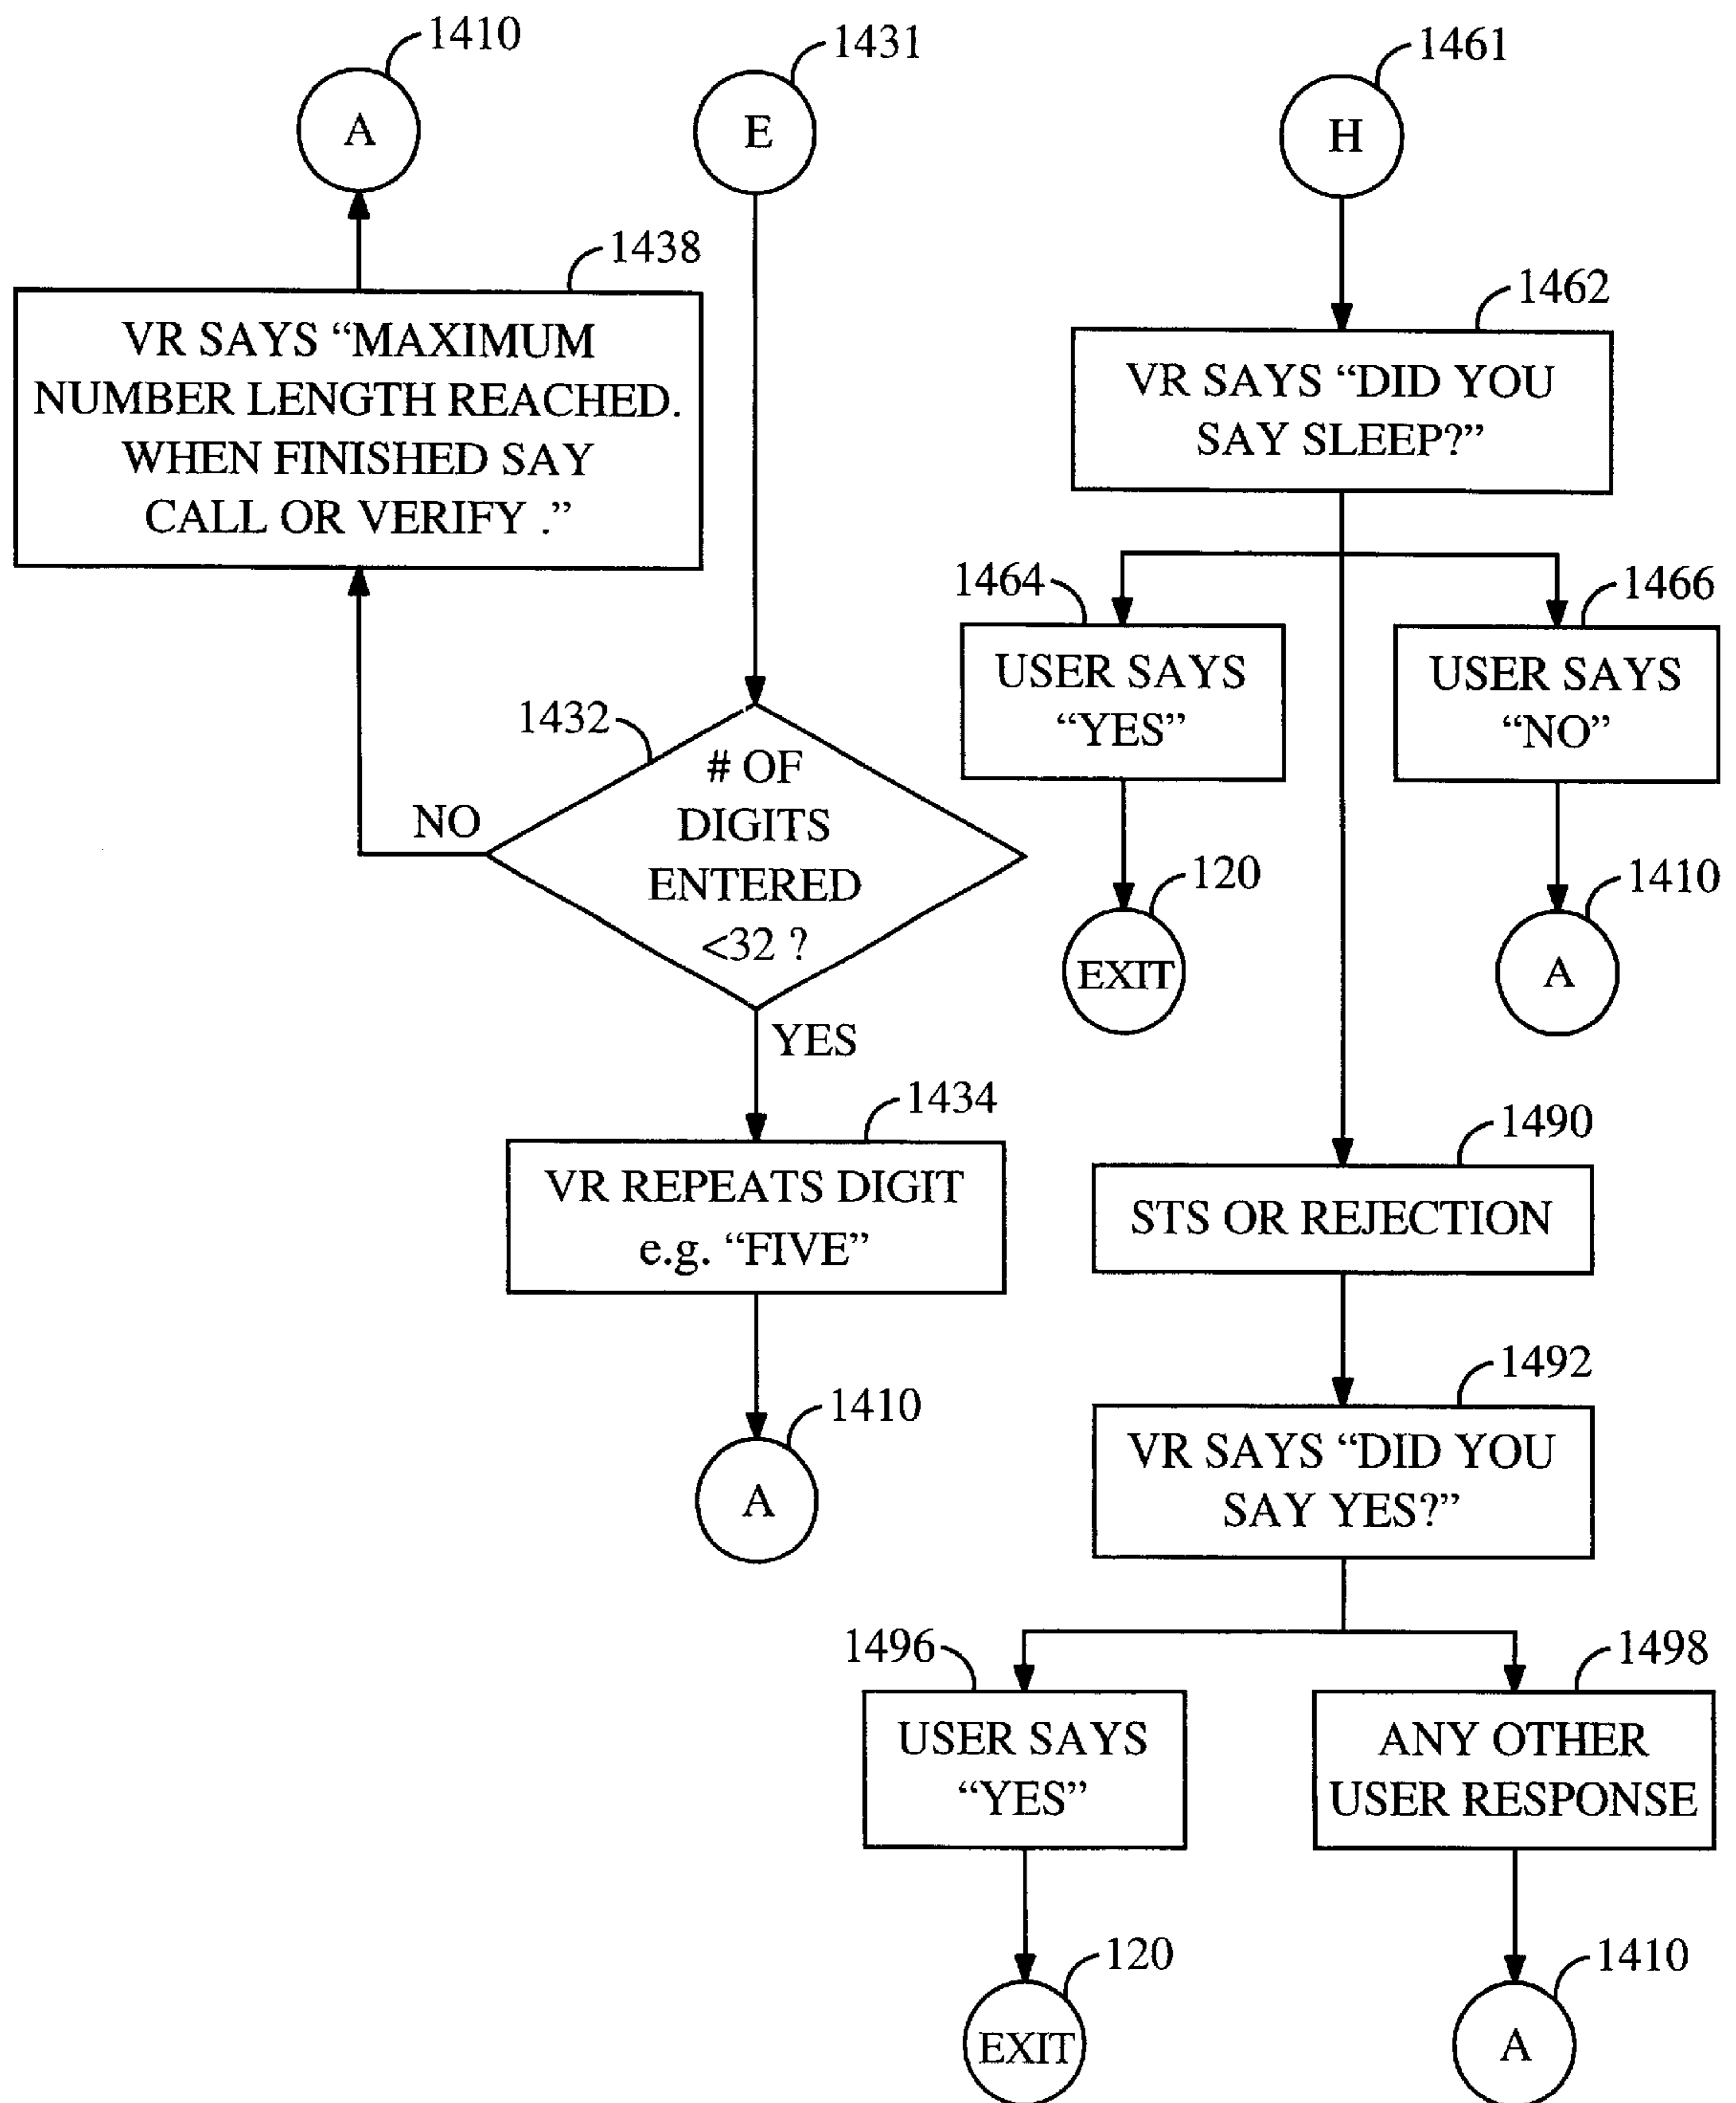 1410
A
1438
VR SAYS “MAXIMUM
NUMBER LENGTH REACHED.
WHEN FINISHED SAY
CALL OR VERIFY .”
1431
E
1432
# OF
DIGITS
ENTERED
<32 ?
NO
YES
1434
VR REPEATS DIGIT
e.g. “FIVE”
1410
A
1461
H
1462
VR SAYS “DID YOU
SAY SLEEP?”
1464
USER SAYS
“YES”
120
EXIT
1466
USER SAYS
“NO”
1410
A
1490
STS OR REJECTION
1492
VR SAYS “DID YOU
SAY YES?”
1496
USER SAYS
“YES”
120
EXIT
1498
ANY OTHER
USER RESPONSE
1410
A